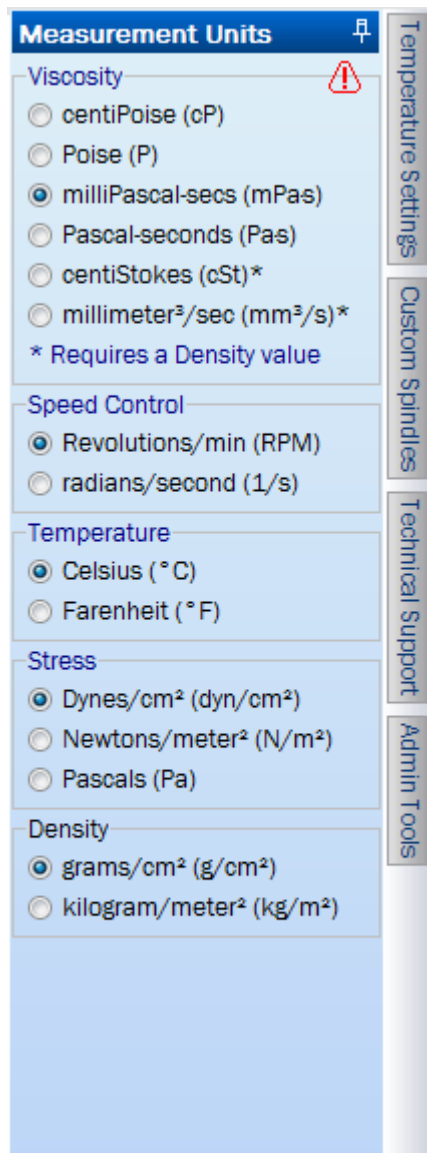 Measurement Units
Viscosity
centiPoise (cP)
Poise (P)
milliPascal-secs (mPa·s)
Pascal-seconds (Pa·s)
centiStokes (cSt)*
millimeter³/sec (mm³/s)*
* Requires a Density value
Speed Control
Revolutions/min (RPM)
radians/second (1/s)
Temperature
Celsius (°C)
Farenheit (°F)
Stress
Dynes/cm² (dyn/cm²)
Newtons/meter² (N/m²)
Pascals (Pa)
Density
grams/cm² (g/cm²)
kilogram/meter² (kg/m²)
Temperature Settings
Custom Spindles
Technical Support
Admin Tools